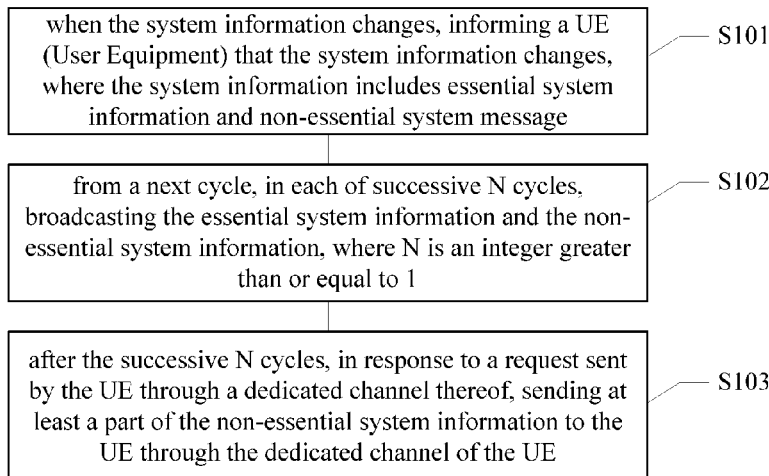 when the system information changes, informing a UE
(User Equipment) that the system information changes,
where the system information includes essential system
information and non-essential system message
S101
from a next cycle, in each of successive N cycles,
broadcasting the essential system information and the non-
essential system information, where N is an integer greater
than or equal to 1
S102
after the successive N cycles, in response to a request sent
by the UE through a dedicated channel thereof, sending at
least a part of the non-essential system information to the
UE through the dedicated channel of the UE
S103